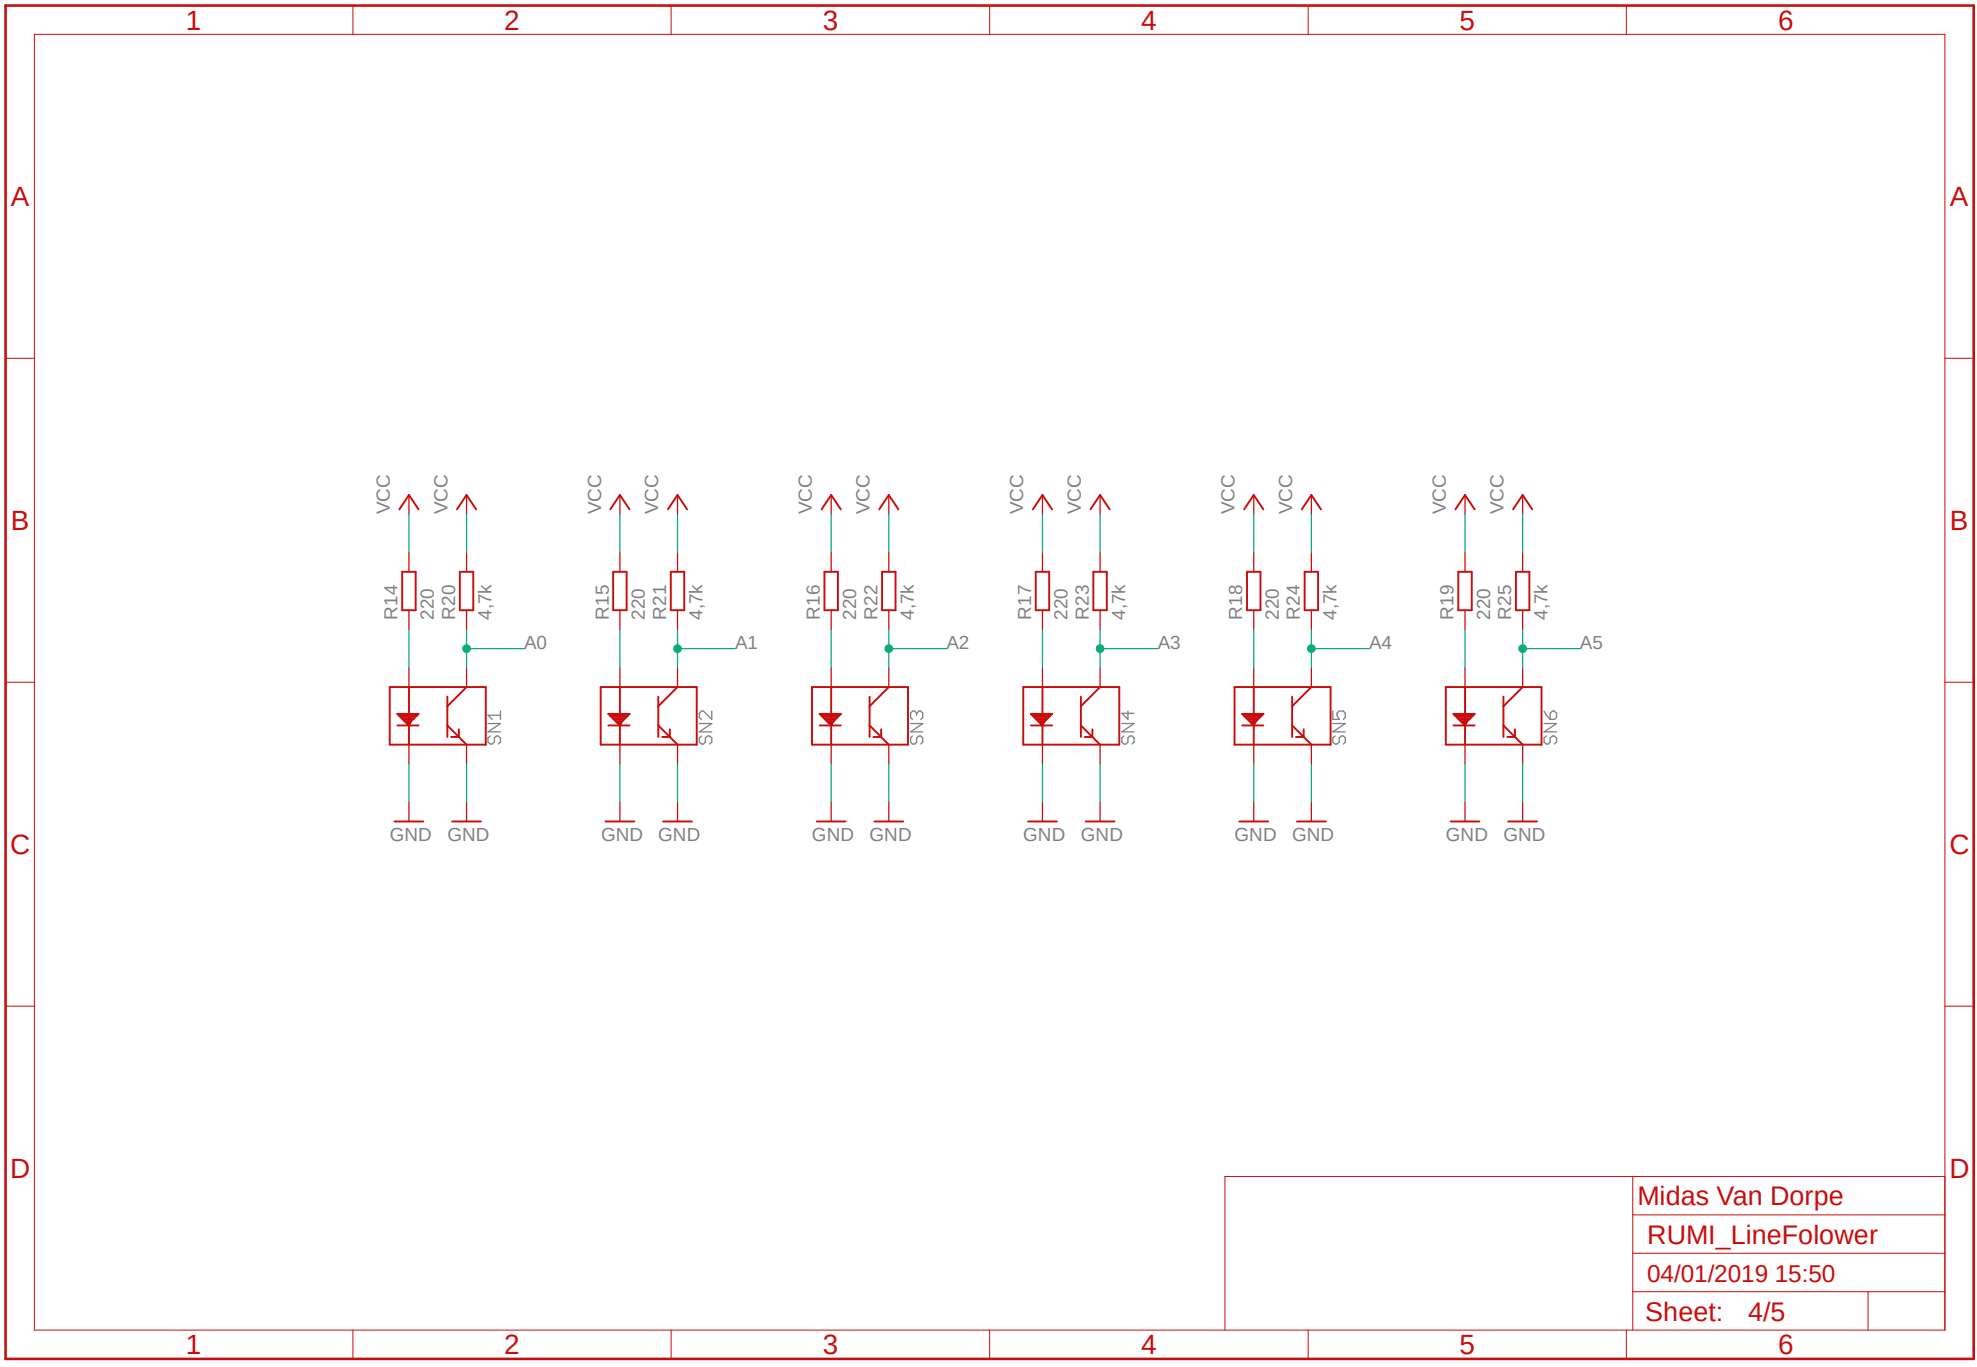 1 2 3 4 5 6
A A
VCC VCC VCC VCC VCC VCC VCC VCC VCC VCC VCC VCC
B B
R14 220 R20 4,7k R15 220 R21 4,7k R16 220 R22 4,7k R17 220 R23 4,7k R18 220 R24 4,7k R19 220 R25 4,7k
A0 A1 A2 A3 A4 A5
SN1 SN2 SN3 SN4 SN5 SN6
GND GND GND GND GND GND GND GND GND GND GND GND
C C
D D
Midas Van Dorpe
RUMI_LineFolower
04/01/2019 15:50
Sheet: 4/5
1 2 3 4 5 6